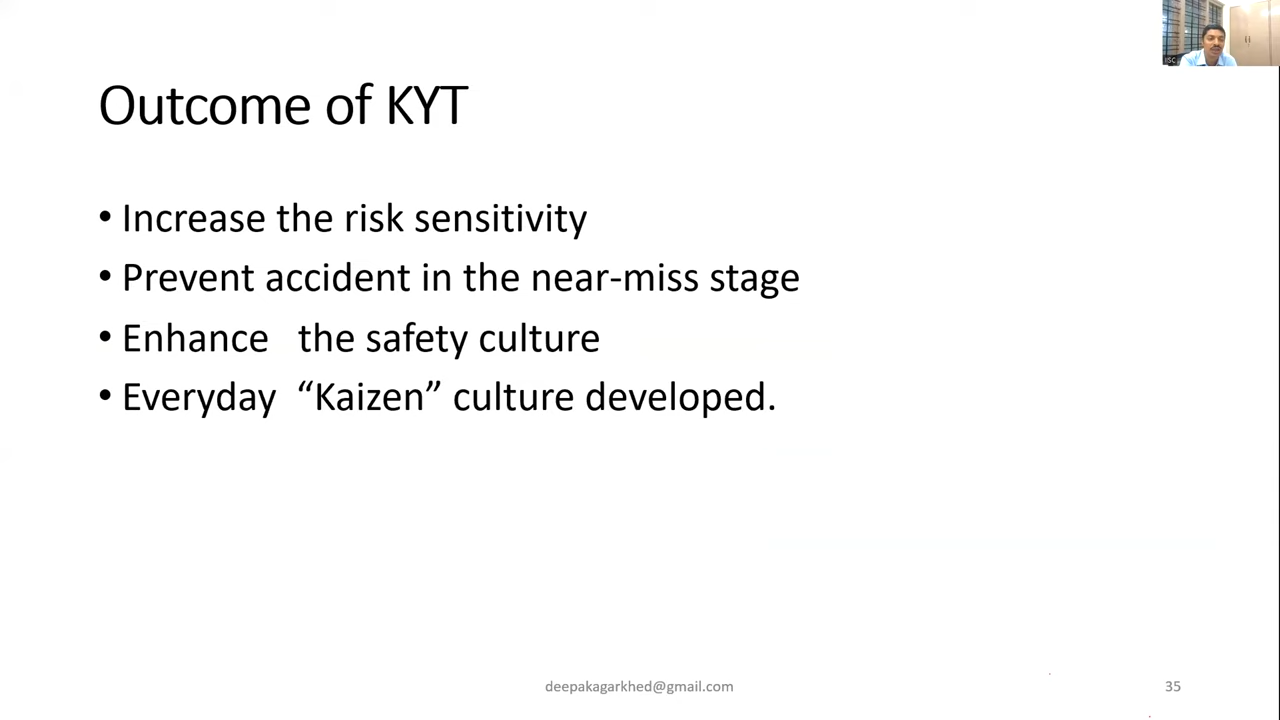 Outcome of KYT
• Increase the risk sensitivity
• Prevent accident in the near-miss stage
• Enhance the safety culture
• Everyday “Kaizen” culture developed.
deepakagarkhed@gmail.com
35